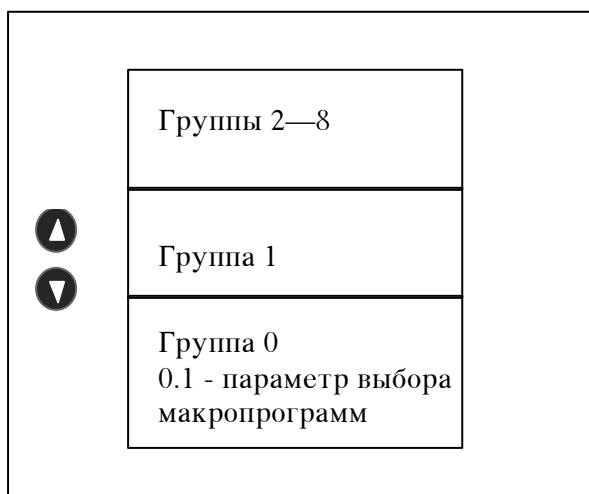 Группы 2—8
Группа 1
Группа 0
0.1 - параметр выбора
макропрограмм